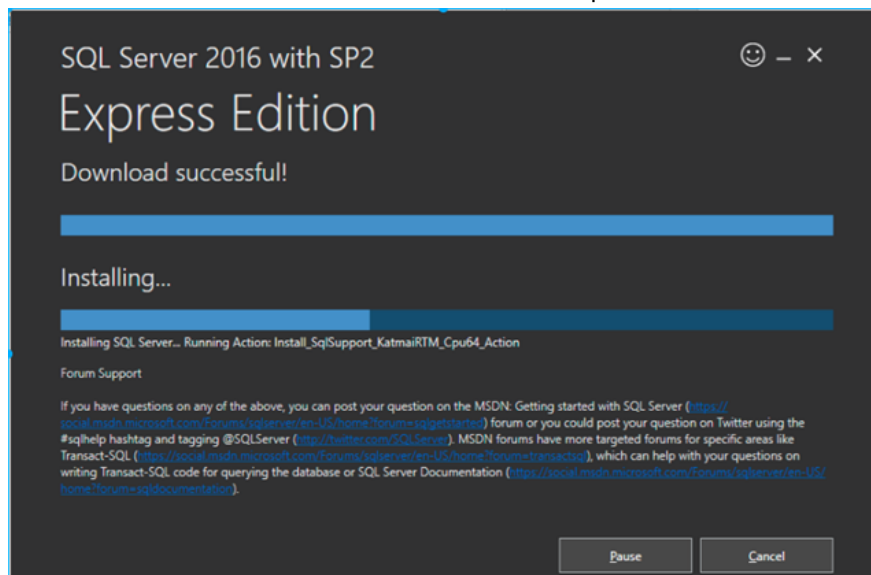 SQL Server 2016 with SP2
Express Edition
Download successful!
Installing...
Installing SQL Server... Running Action: Install_SqlSupport_KatmaiRTM_Cpu64_Action
Forum Support
If you have questions on any of the above, you can post your question on the MSDN: Getting started with SQL Server (https://
social.msdn.microsoft.com/Forums/sqlserver/en-US/home?forum=sqlgetstarted) forum or you could post your question on Twitter using the
#sqlhelp hashtag and tagging @SQLServer (http://twitter.com/SQLServer). MSDN forums have more targeted forums for specific areas like
Transact-SQL (https://social.msdn.microsoft.com/Forums/sqlserver/en-US/home?forum=transactsql), which can help with your questions on
writing Transact-SQL code for querying the database or SQL Server Documentation (https://social.msdn.microsoft.com/Forums/sqlserver/en-US/
home?forum=sqldocumentation).
Pause
Cancel